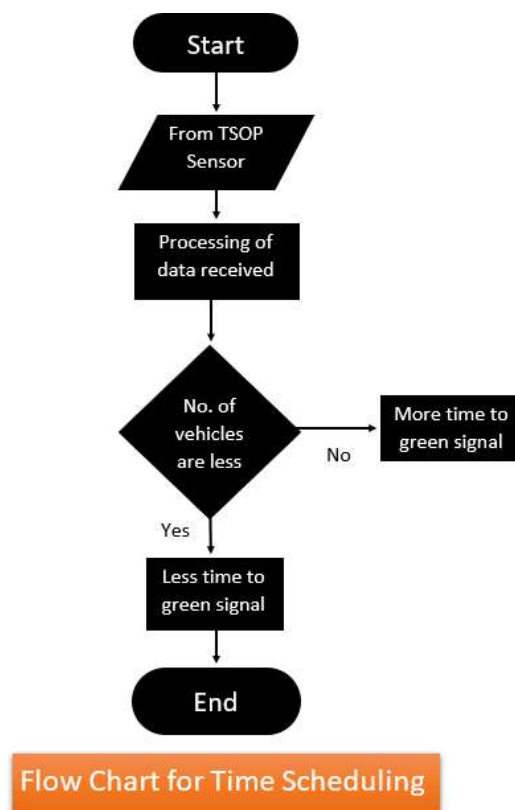 Start
From TSOP
Sensor
Processing of
data received
No. of
vehicles
are less
No
More time to
green signal
Yes
Less time to
green signal
End
Flow Chart for Time Scheduling